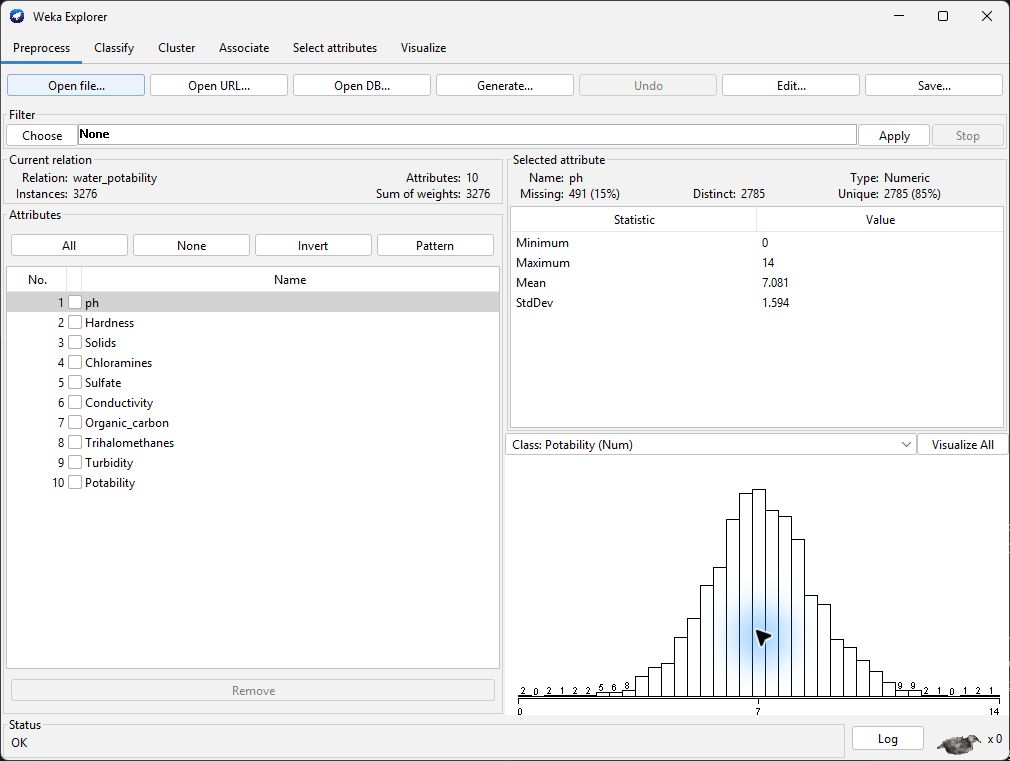 Weka Explorer
Preprocess Classify Cluster Associate Select attributes Visualize
Open file... Open URL... Open DB... Generate... Undo Edit... Save...
Filter
Choose None Apply Stop
Current relation
Relation: water_potability Attributes: 10
Instances: 3276 Sum of weights: 3276
Attributes
All None Invert Pattern
No. Name
1 ph
2 Hardness
3 Solids
4 Chloramines
5 Sulfate
6 Conductivity
7 Organic_carbon
8 Trihalomethanes
9 Turbidity
10 Potability
Remove
Selected attribute
Name: ph Type: Numeric
Missing: 491 (15%) Distinct: 2785 Unique: 2785 (85%)
Statistic Value
Minimum 0
Maximum 14
Mean 7.081
StdDev 1.594
Class: Potability (Num) Visualize All
2 0 2 1 2 2 5 6 8 9 9 2 1 0 1 2 1
0 7 14
Status
OK
Log x 0